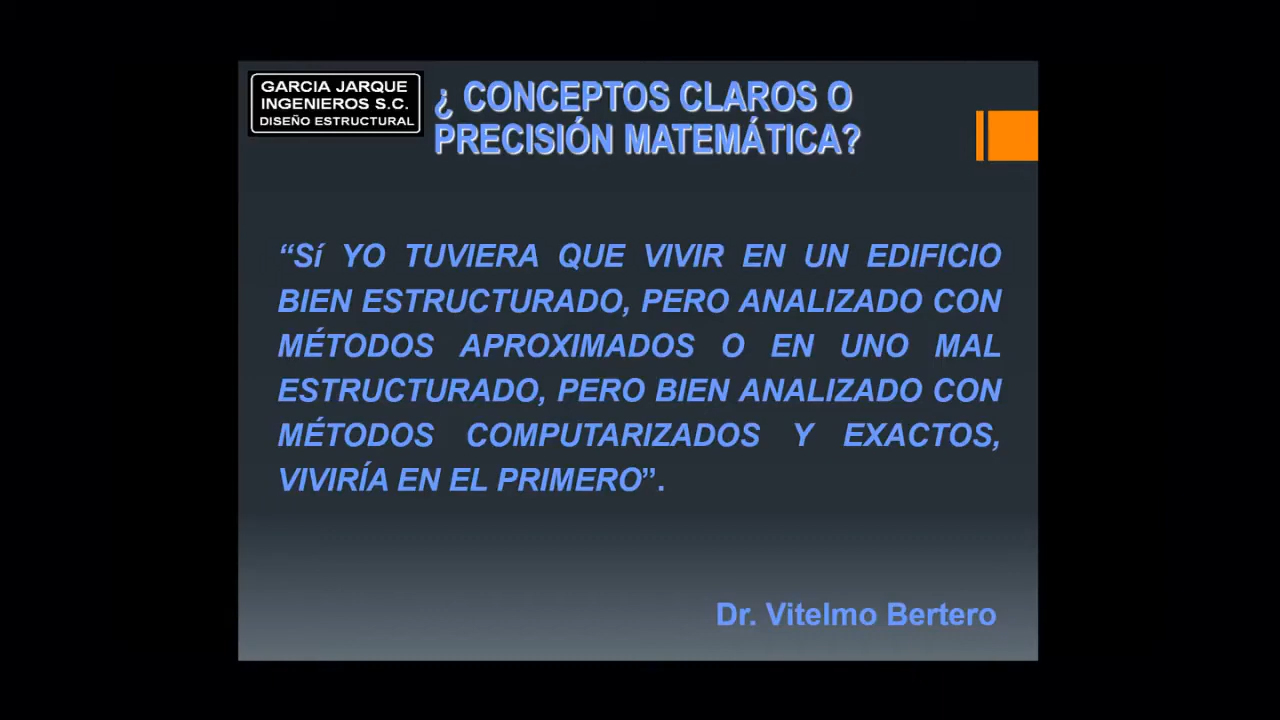 GARCIA JARQUE
INGENIEROS S.C.
DISEÑO ESTRUCTURAL
¿ CONCEPTOS CLAROS O
PRECISIÓN MATEMÁTICA?
“Sí YO TUVIERA QUE VIVIR EN UN EDIFICIO
BIEN ESTRUCTURADO, PERO ANALIZADO CON
MÉTODOS APROXIMADOS O EN UNO MAL
ESTRUCTURADO, PERO BIEN ANALIZADO CON
MÉTODOS COMPUTARIZADOS Y EXACTOS,
VIVIRÍA EN EL PRIMERO”.
Dr. Vitelmo Bertero